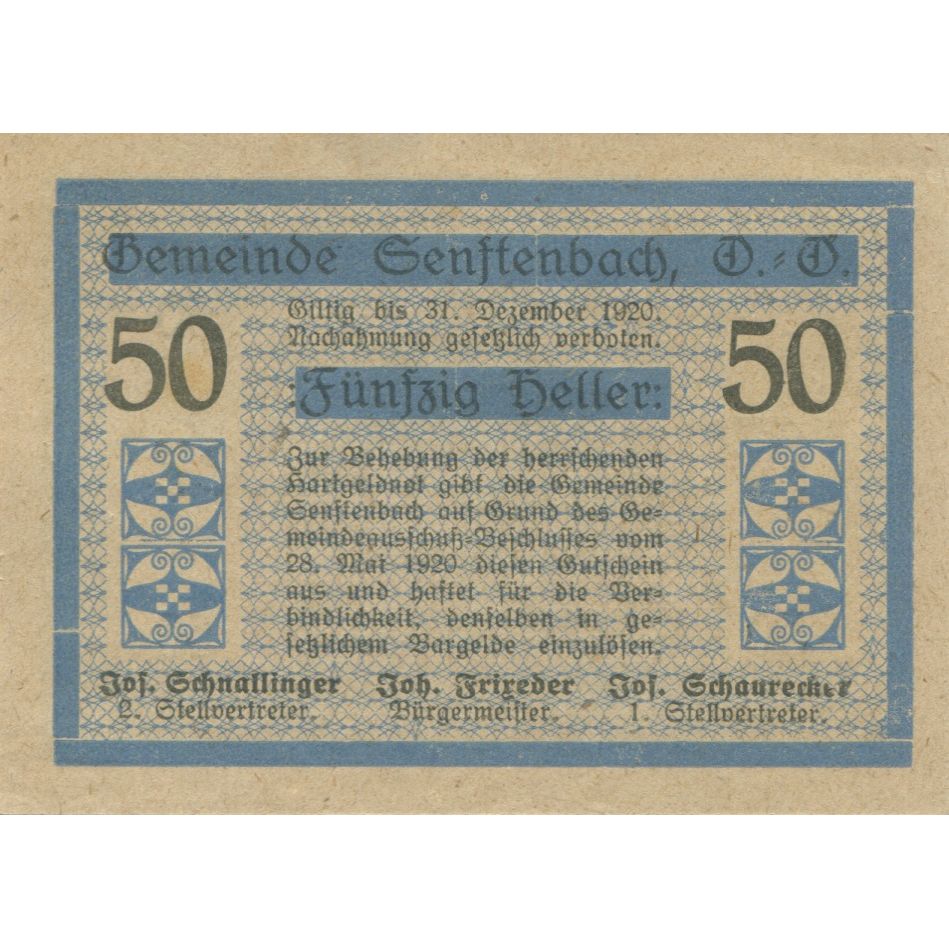 Gemeinde Senftenbach, O.-Ö.
Giltig bis 31. Dezember 1920.
Nachahmung gesetzlich verboten.
50
50
:Fünfzig Heller:
Zur Behebung der herrschenden
Hartgeldnot gibt die Gemeinde
Senftenbach auf Grund des Ge-
meindeausschuß-Beschlusses vom
28. Mai 1920 diesen Gutschein
aus und haftet für die Ver-
bindlichkeit, denselben in ge-
setzlichem Bargelde einzulösen.
Jos. Schnallinger Joh. Frixeder Jos. Schaurecker
2. Stellvertreter. Bürgermeister. 1. Stellvertreter.